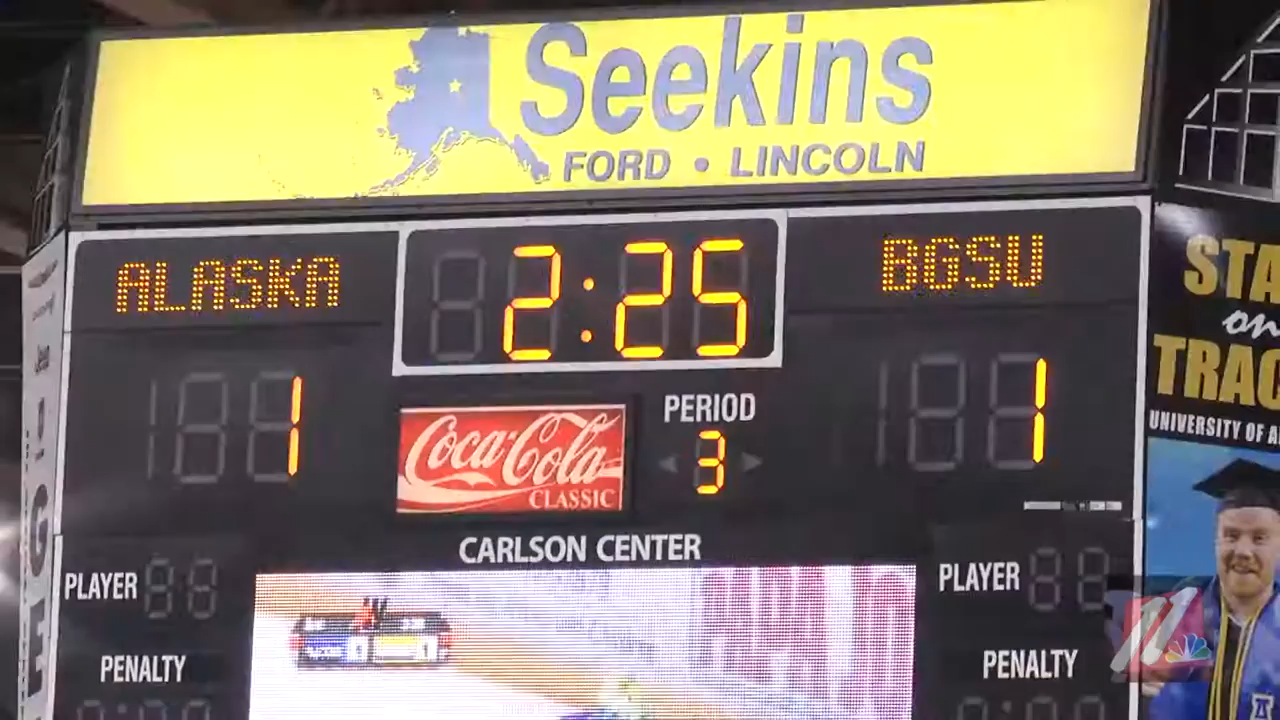 Seekins
FORD • LINCOLN
ALASKA
2:25
BGSU
1
1
Coca-Cola
CLASSIC
PERIOD
3
CARLSON CENTER
PLAYER
PENALTY
PLAYER
PENALTY
STA
on
TRAC
UNIVERSITY OF A